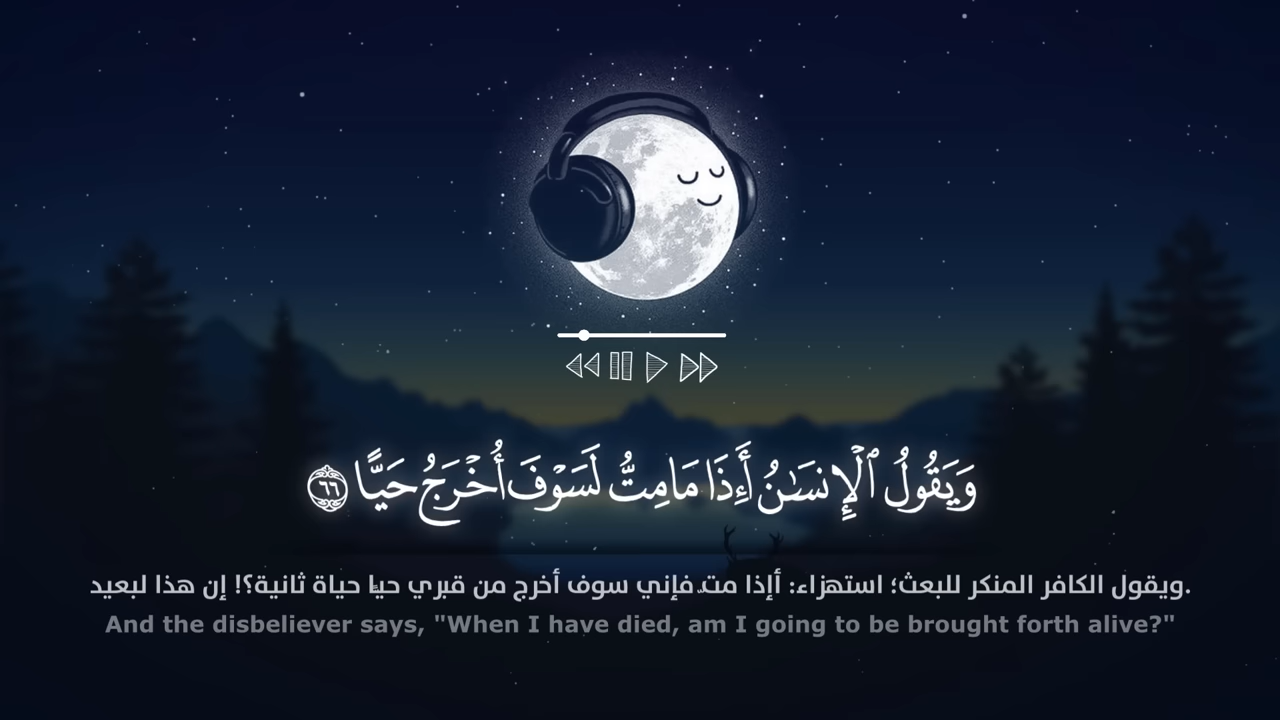 وَيَقُولُ ٱلْإِنسَـٰنُ أَءِذَا مَا مِتُّ لَسَوْفَ أُخْرَجُ حَيًّا ٦٦
ويقول الكافر المنكر للبعث؛ استهزاء: أإذا متـ فإني سوف أخرج من قبري حيا حياة ثانية؟! إن هذا لبعيد.
And the disbeliever says, "When I have died, am I going to be brought forth alive?"